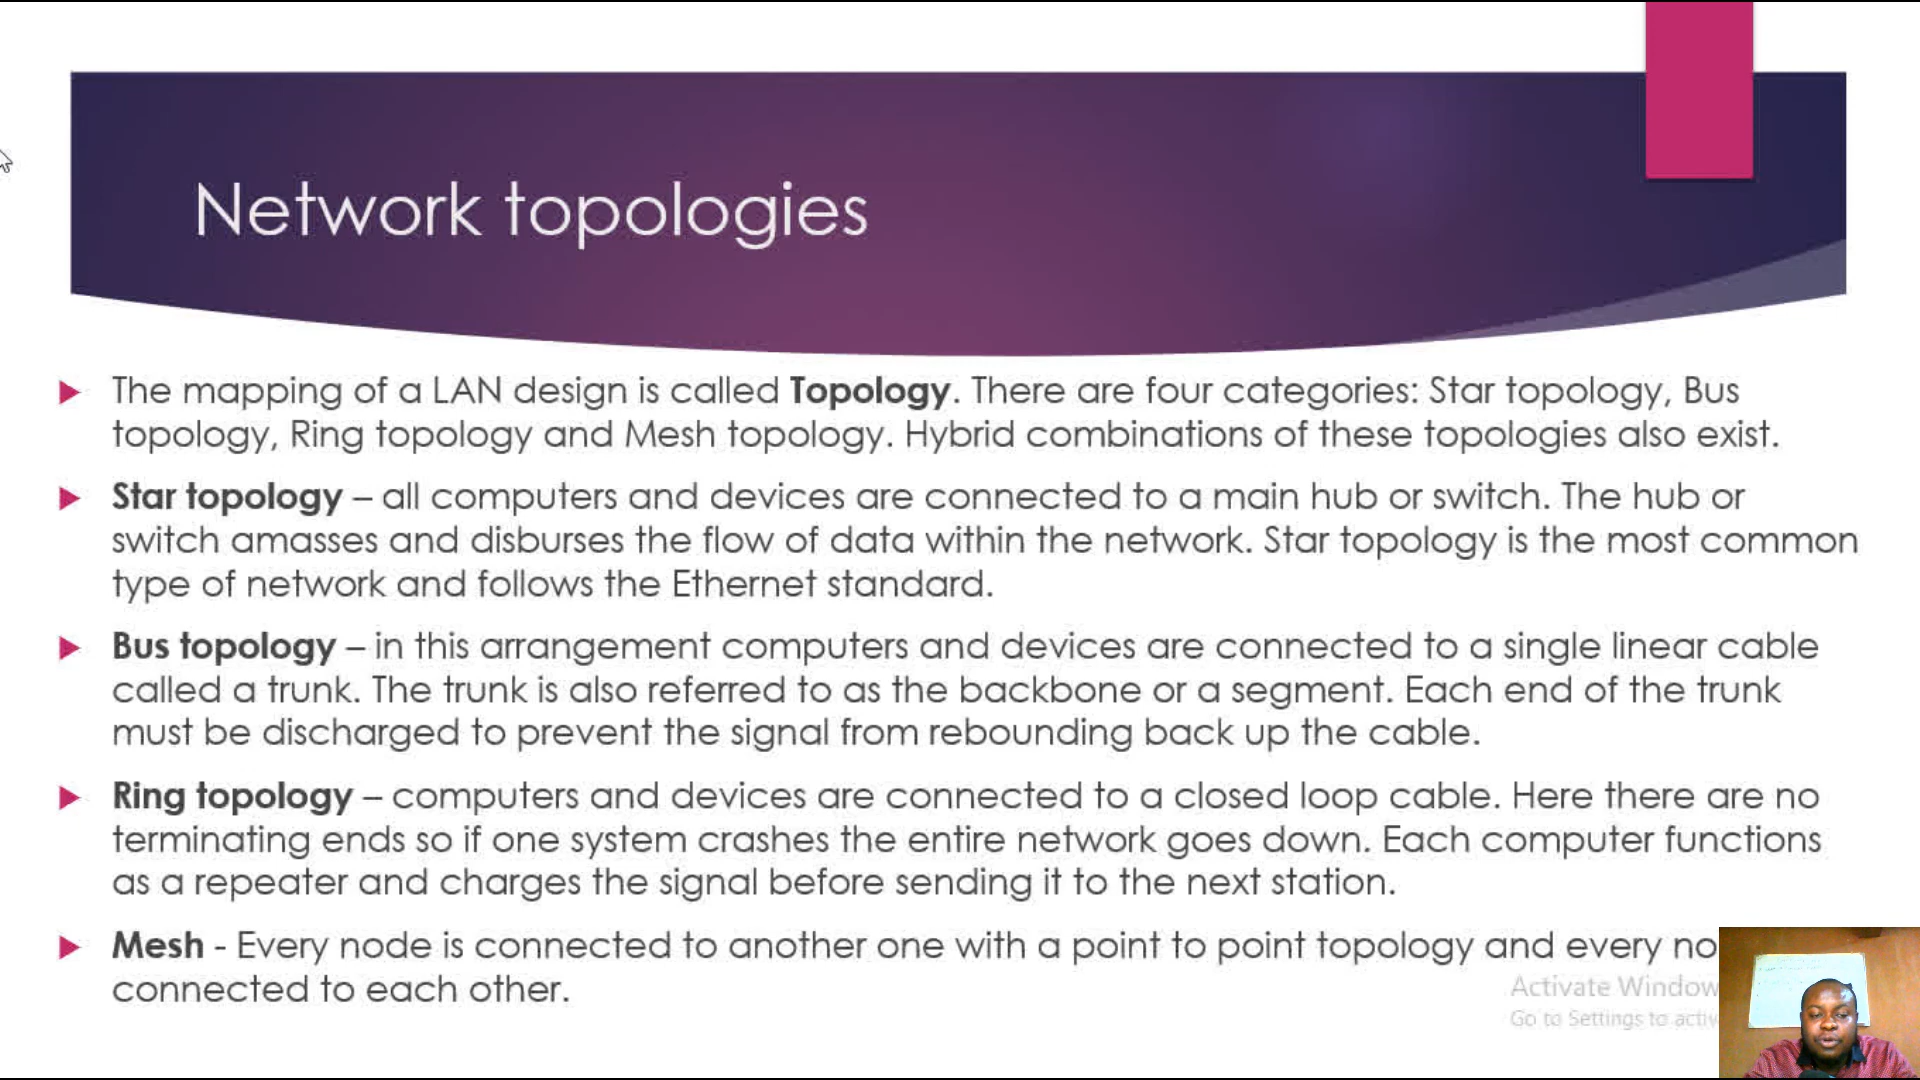 Network topologies
The mapping of a LAN design is called Topology. There are four categories: Star topology, Bus
topology, Ring topology and Mesh topology. Hybrid combinations of these topologies also exist.
Star topology – all computers and devices are connected to a main hub or switch. The hub or
switch amasses and disburses the flow of data within the network. Star topology is the most common
type of network and follows the Ethernet standard.
Bus topology – in this arrangement computers and devices are connected to a single linear cable
called a trunk. The trunk is also referred to as the backbone or a segment. Each end of the trunk
must be discharged to prevent the signal from rebounding back up the cable.
Ring topology – computers and devices are connected to a closed loop cable. Here there are no
terminating ends so if one system crashes the entire network goes down. Each computer functions
as a repeater and charges the signal before sending it to the next station.
Mesh - Every node is connected to another one with a point to point topology and every no
connected to each other.
Activate Window
Go to Settings to activ